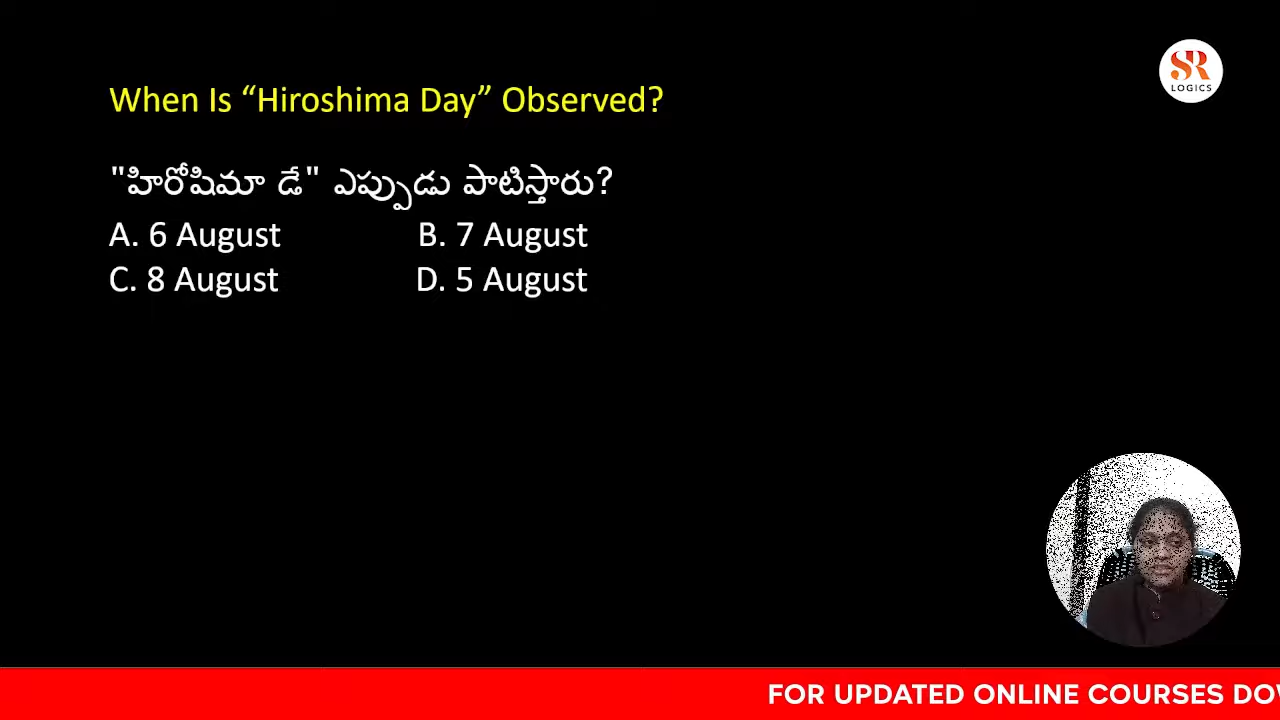 SR
LOGICS
When Is “Hiroshima Day” Observed?
"హిరోషిమా డే" ఎప్పుడు పాటిస్తారు?
A. 6 August B. 7 August
C. 8 August D. 5 August
FOR UPDATED ONLINE COURSES